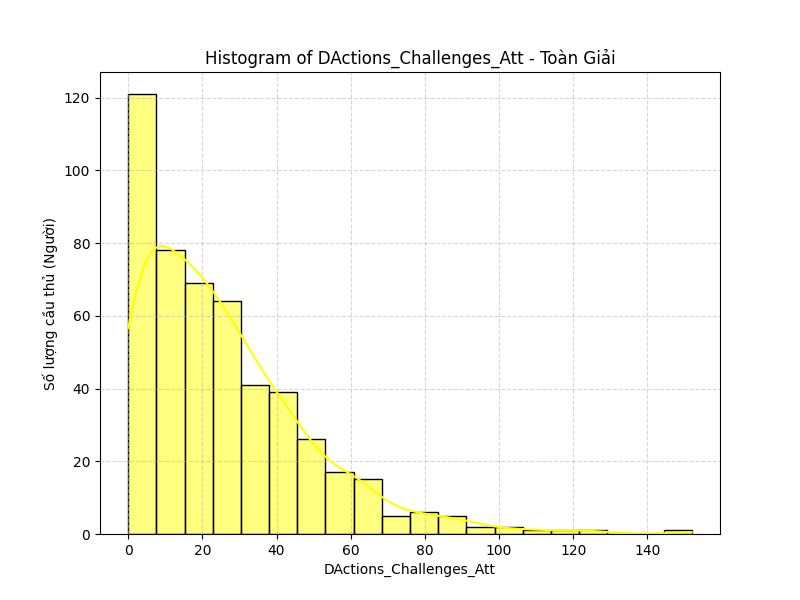 Histogram of DActions_Challenges_Att - Toàn Giải
Số lượng cầu thủ (Người)
120
100
80
60
40
20
0
0 20 40 60 80 100 120 140
DActions_Challenges_Att